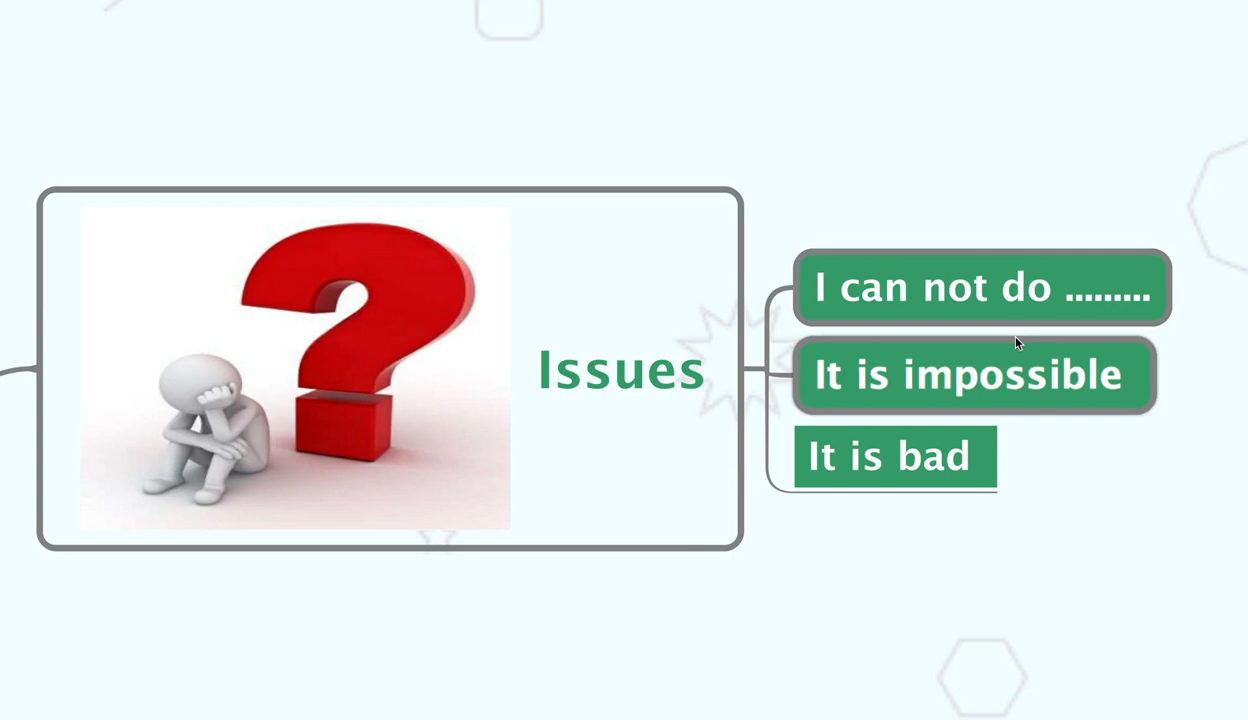 Issues
I can not do .........
It is impossible
It is bad